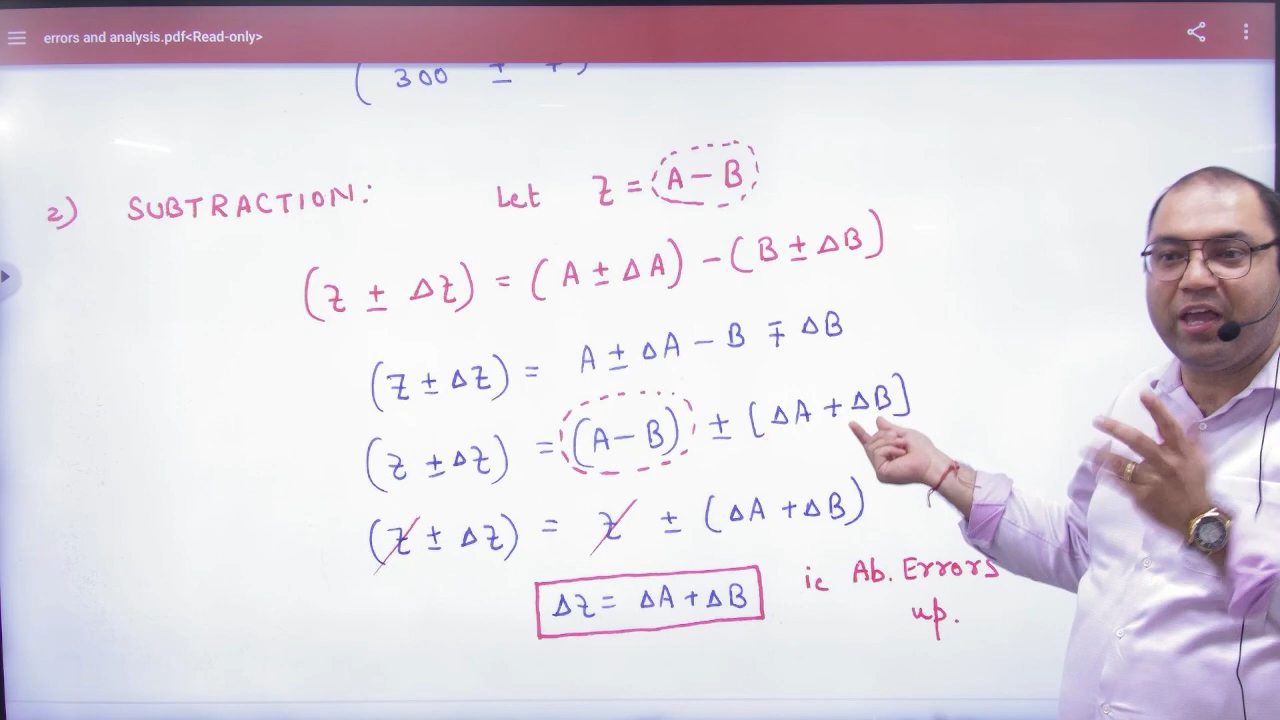 errors and analysis.pdf<Read-only>
( 300 ±
2) SUBTRACTION: Let Z = (A - B)
(Z ± ΔZ) = (A ± ΔA) - (B ± ΔB)
(Z ± ΔZ) = A ± ΔA - B ∓ ΔB
(Z ± ΔZ) = (A - B) ± [ΔA + ΔB]
(Z ± ΔZ) = Z ± (ΔA + ΔB)
ΔZ = ΔA + ΔB ie Ab. Errors
up.